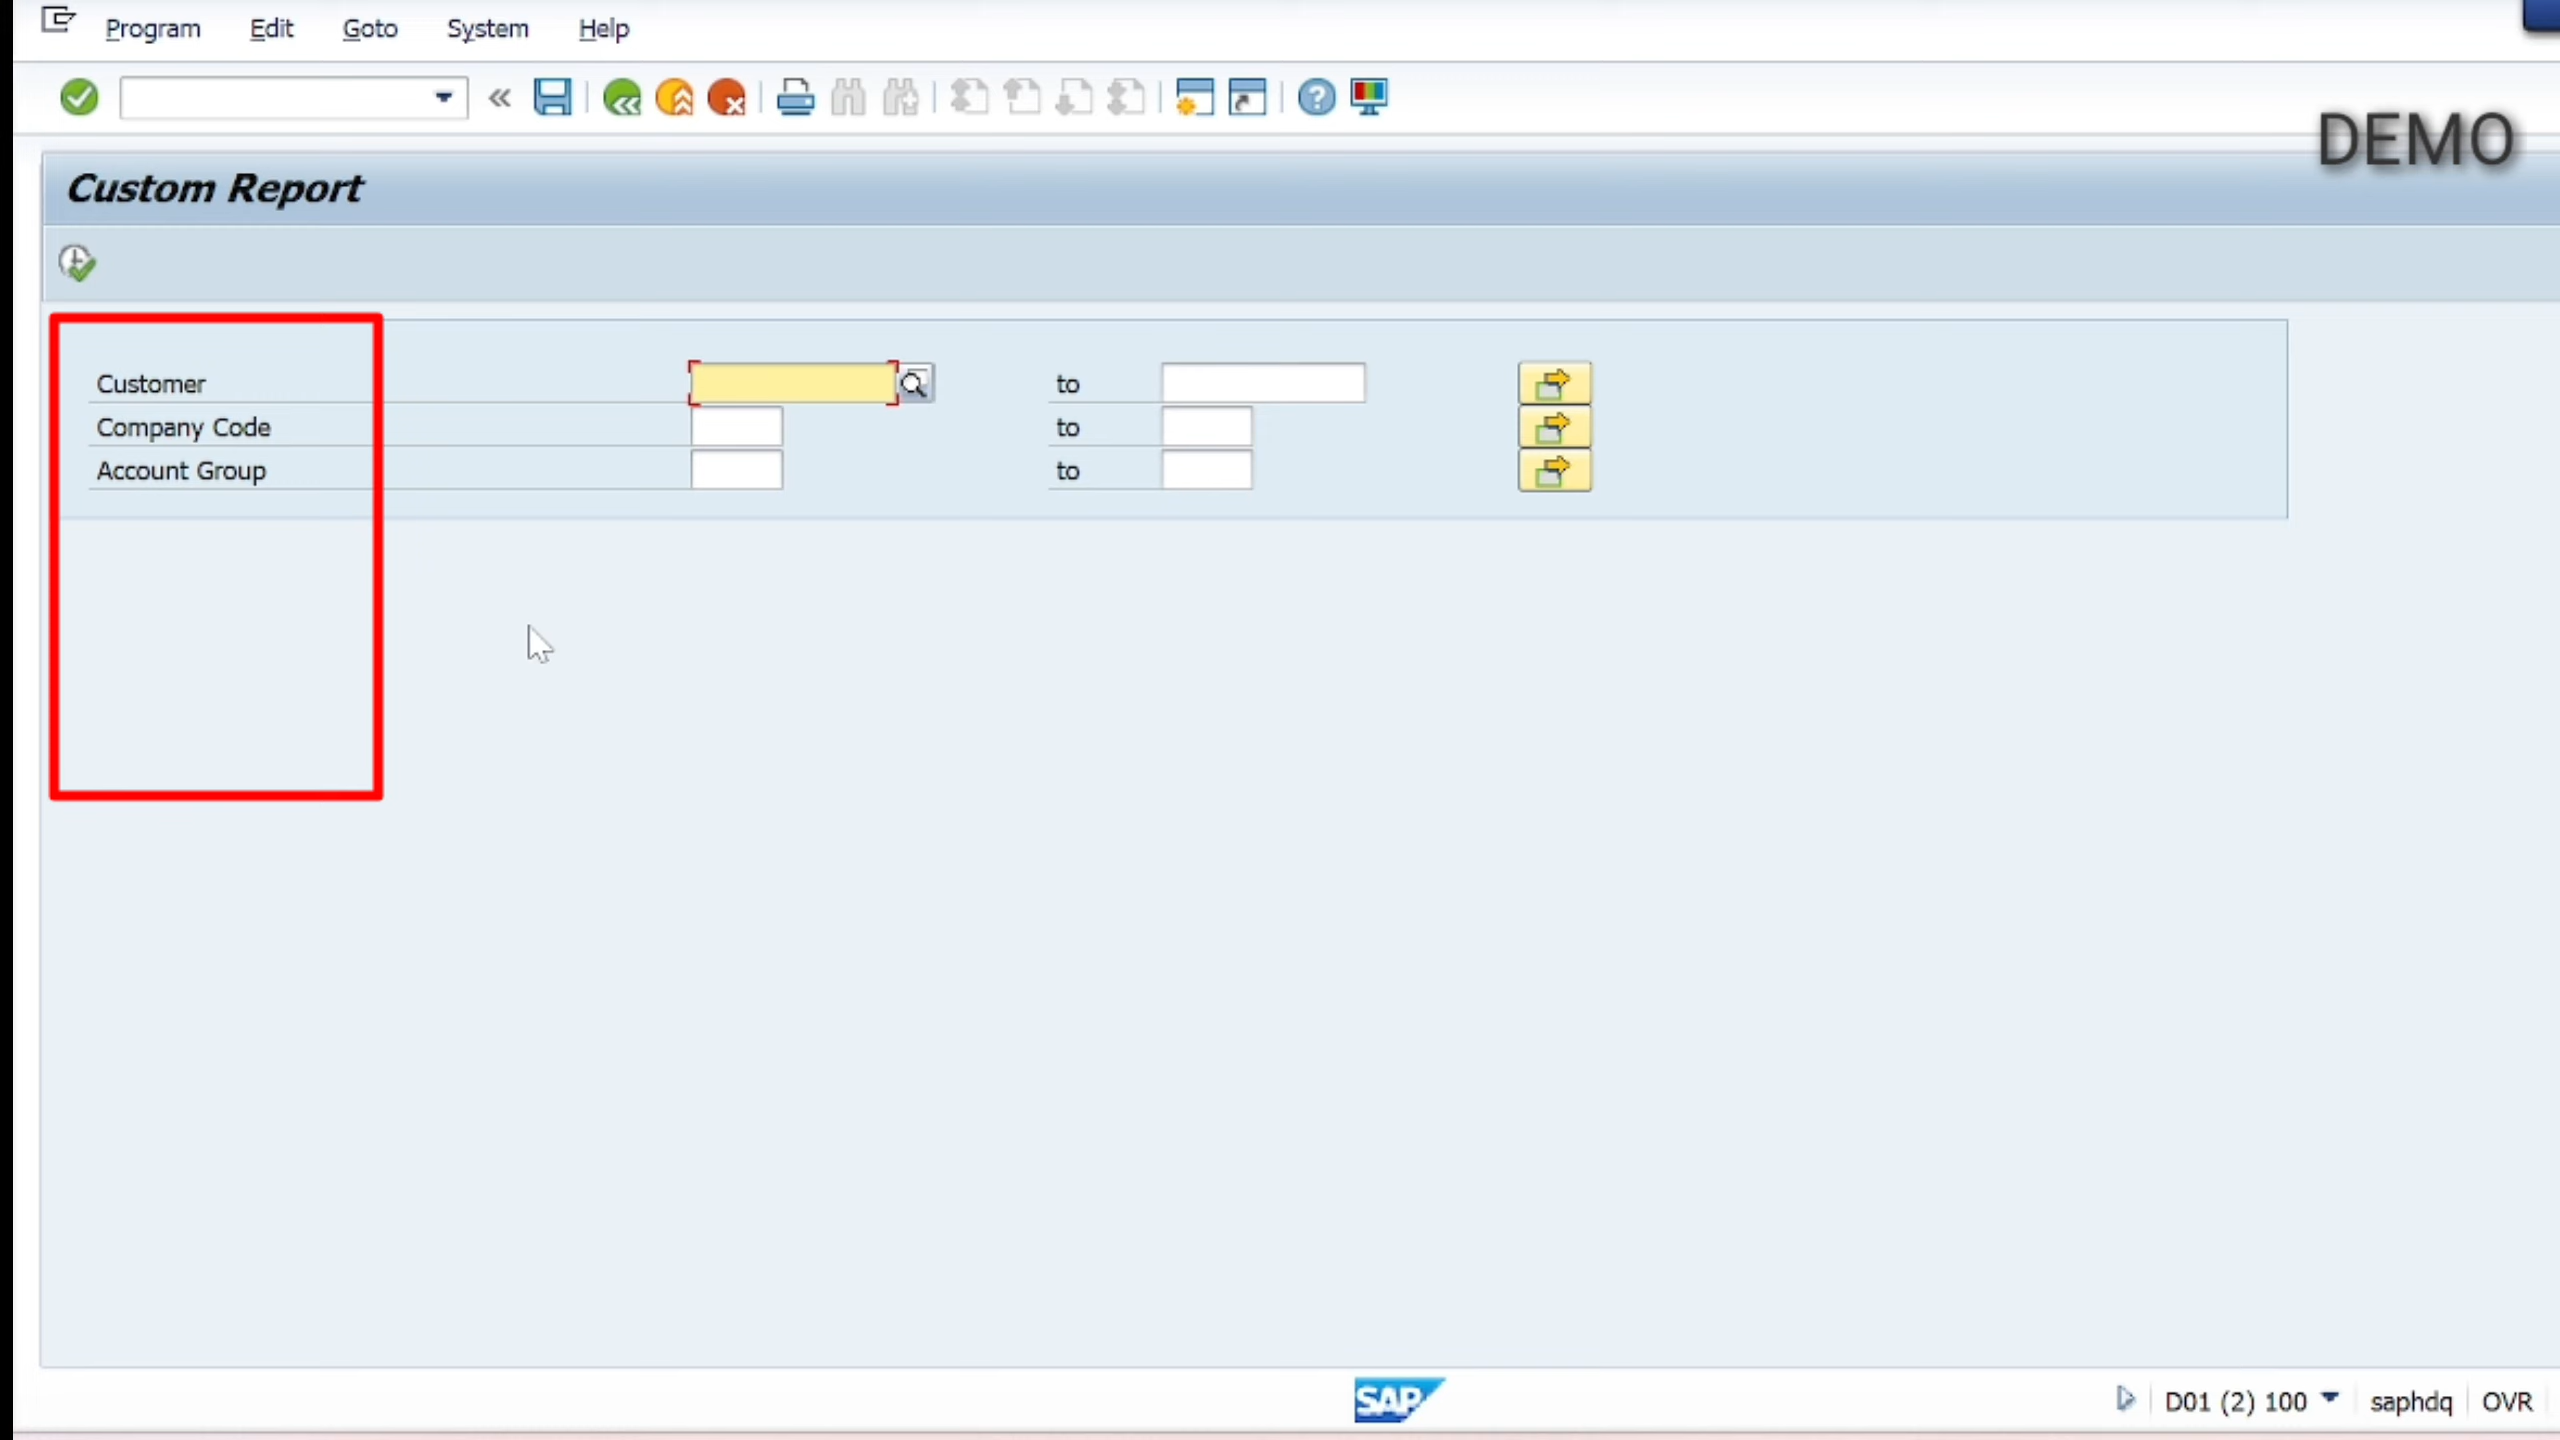 Program Edit Goto System Help
DEMO
Custom Report
Customer to
Company Code to
Account Group to
SAP D01 (2) 100 saphdq OVR